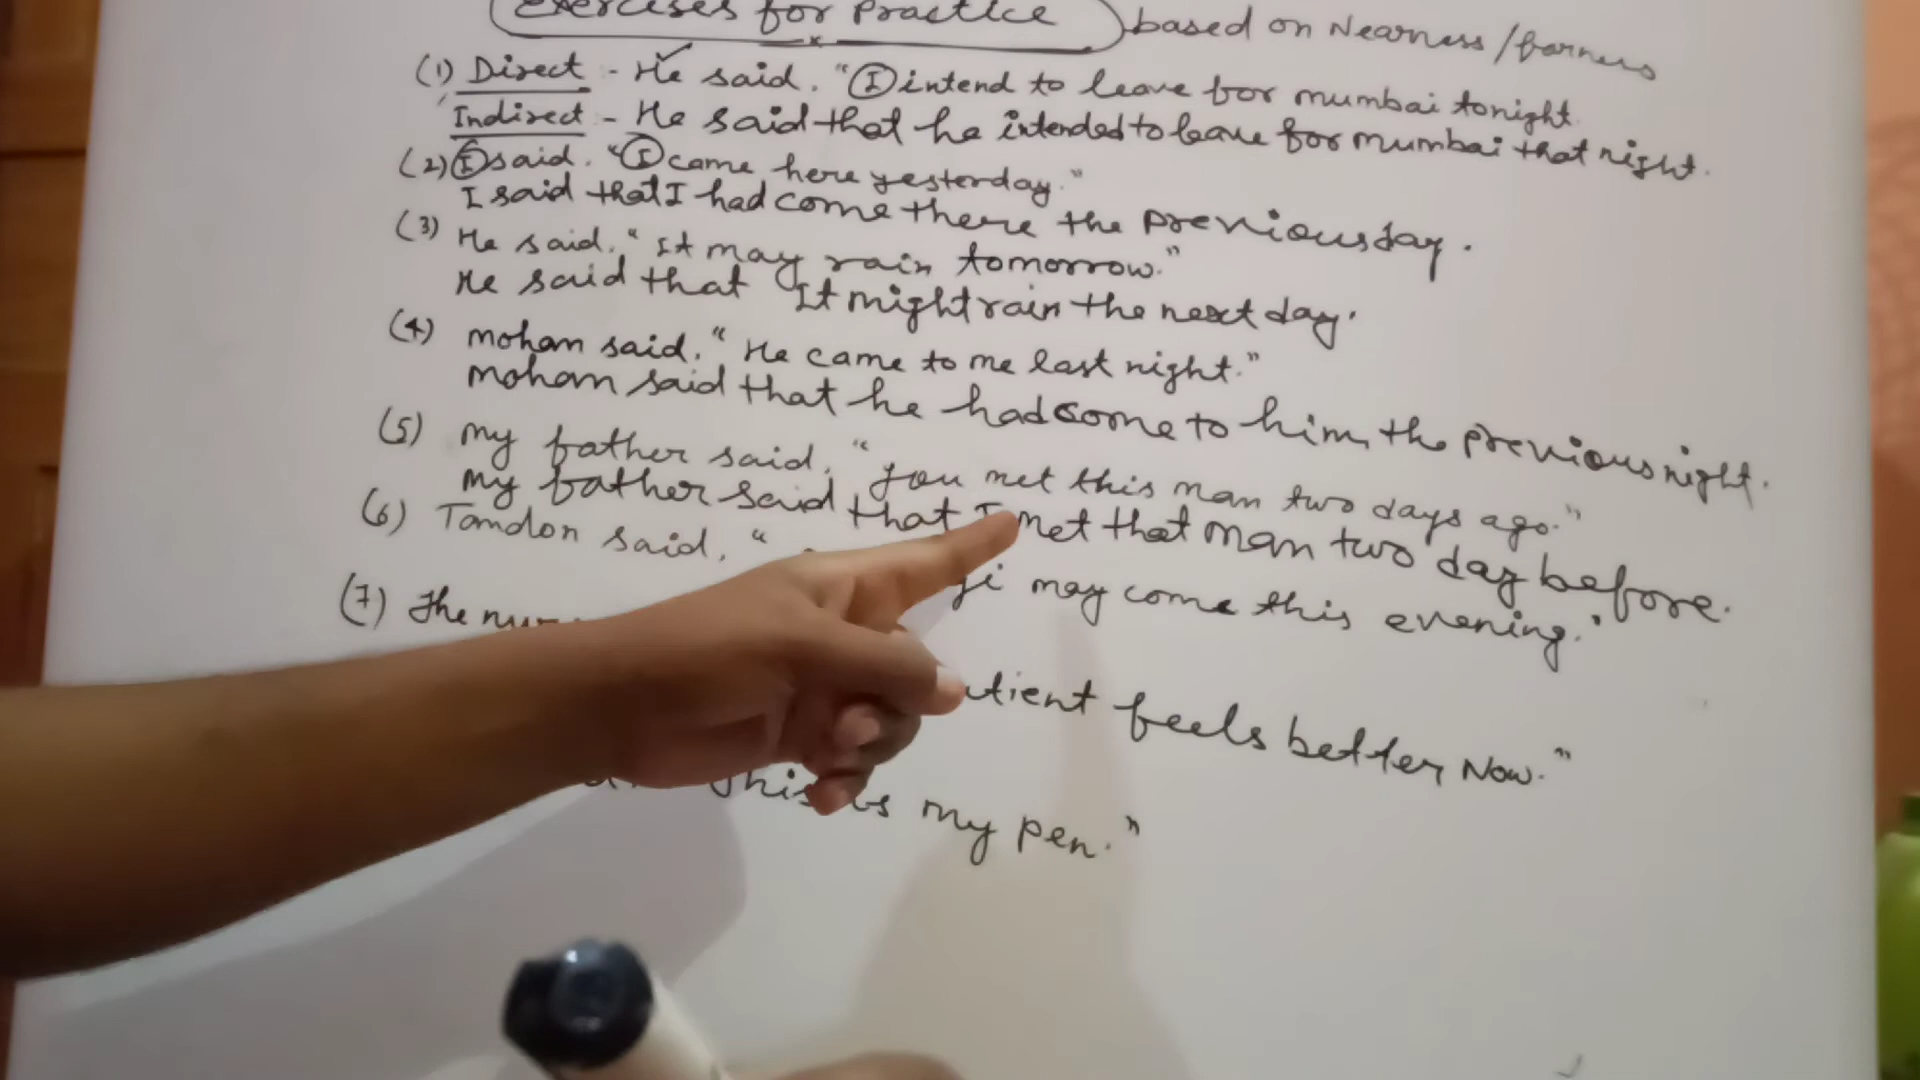 Exercises for Practice based on Nearness/farness
(1) Direct - He said. "I intend to leave for mumbai tonight.
Indirect - He said that he intended to leave for mumbai that night.
(2) I said. "I came here yesterday."
I said that I had come there the previous day.
(3) He said. "It may rain tomorrow."
He said that It might rain the next day.
(4) mohan said. "He came to me last night."
mohan said that he had come to him the previous night.
(5) my father said. "you met this man two days ago."
my father said that I met that man two day before.
(6) Tandon said. " may come this evening."
(7) The feels better Now."
This is my pen."